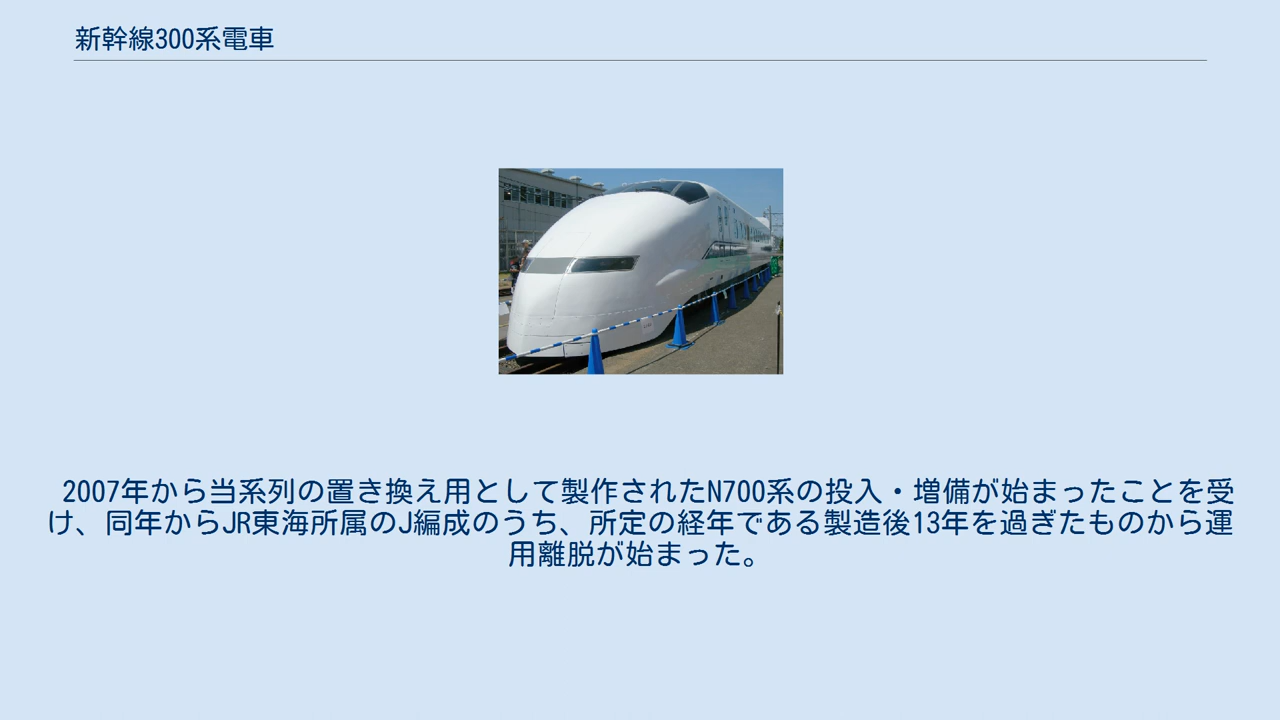 新幹線300系電車
2007年から当系列の置き換え用として製作されたN700系の投入・増備が始まったことを受
け、同年からJR東海所属のJ編成のうち、所定の経年である製造後13年を過ぎたものから運
用離脱が始まった。